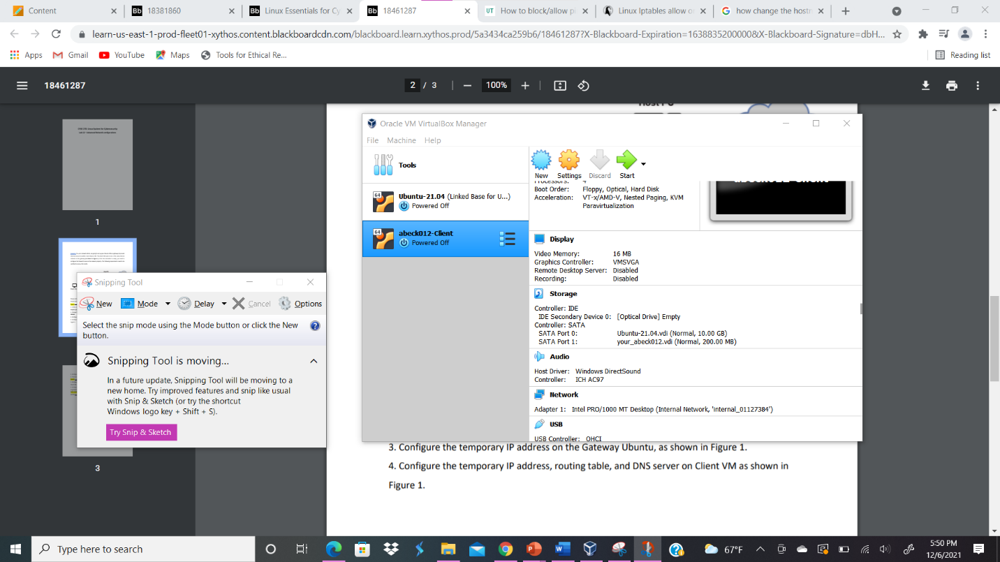 Content
18381860
Linux Essentials for Cy
18461287
How to block/allow pi
Linux Iptables allow o
how change the hostn
learn-us-east-1-prod-fleet01-xythos.content.blackboardcdn.com/blackboard.learn.xythos.prod/5a3434ca259b6/18461287?X-Blackboard-Expiration=1638835200000&X-Blackboard-Signature=dbH...
Apps
Gmail
YouTube
Maps
Tools for Ethical Re...
Reading list
18461287
2 / 3
100%
1
3
Oracle VM VirtualBox Manager
File Machine Help
Tools
New Settings Discard Start
Ubuntu-21.04 (Linked Base for U...)
Powered Off
64
abeck012-Client
Powered Off
64
Processors: 4
Boot Order: Floppy, Optical, Hard Disk
Acceleration: VT-x/AMD-V, Nested Paging, KVM
Paravirtualization
Display
Video Memory: 16 MB
Graphics Controller: VMSVGA
Remote Desktop Server: Disabled
Recording: Disabled
Storage
Controller: IDE
IDE Secondary Device 0: [Optical Drive] Empty
Controller: SATA
SATA Port 0: Ubuntu-21.04.vdi (Normal, 10.00 GB)
SATA Port 1: your_abeck012.vdi (Normal, 200.00 MB)
Audio
Host Driver: Windows DirectSound
Controller: ICH AC97
Network
Adapter 1: Intel PRO/1000 MT Desktop (Internal Network, 'internal_01127384')
USB
USB Controller: OHCI
Snipping Tool
New Mode Delay Cancel Options
Select the snip mode using the Mode button or click the New
button.
Snipping Tool is moving...
In a future update, Snipping Tool will be moving to a
new home. Try improved features and snip like usual
with Snip & Sketch (or try the shortcut
Windows logo key + Shift + S).
Try Snip & Sketch
3. Configure the temporary IP address on the Gateway Ubuntu, as shown in Figure 1.
4. Configure the temporary IP address, routing table, and DNS server on Client VM as shown in
Figure 1.
Type here to search
67°F
5:50 PM
12/6/2021